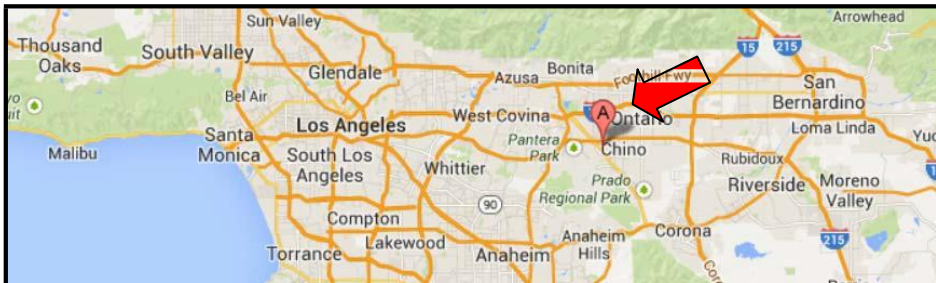 Sun Valley
Arrowhead
Thousand
Oaks
South Valley
15
215
Glendale
Bonita
Foothill Fwy
Azusa
San
Bernardino
Bel Air
A
Ontario
Los Angeles
West Covina
Loma Linda
Santa
Monica
Pantera
Park
Chino
Malibu
South Los
Angeles
Whittier
Rubidoux
Prado
Regional Park
Riverside
Moreno
Valley
90
Compton
Corona
Anaheim
Hills
Lakewood
215
Torrance
Anaheim